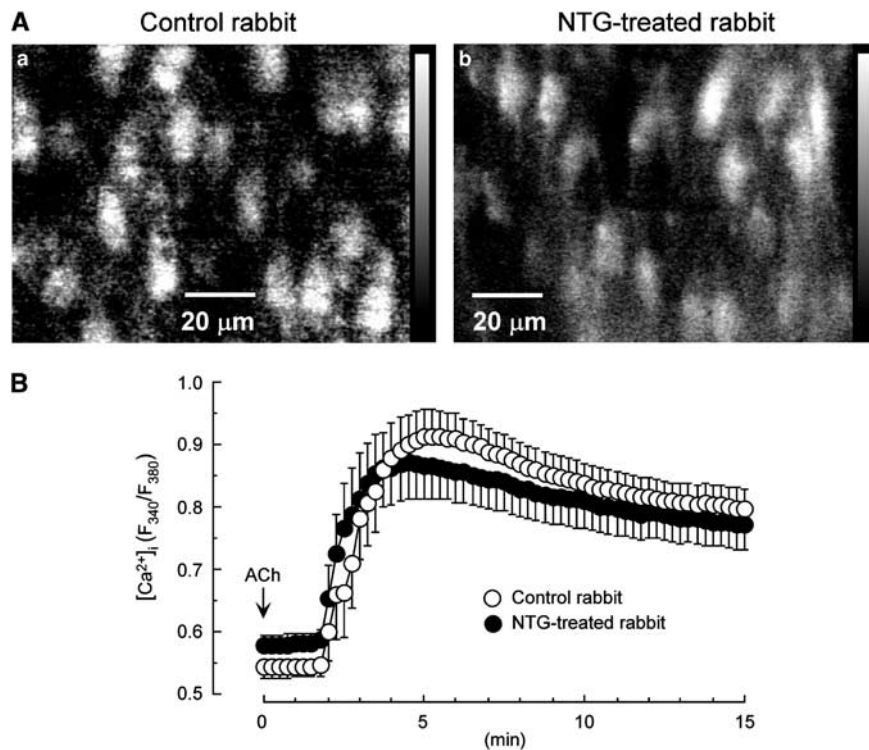 A
Control rabbit
NTG-treated rabbit
a
b
20 μm
20 μm
B
1.0
0.9
0.8
0.7
0.6
0.5
[Ca²⁺]ᵢ (F₃₄₀/F₃₈₀)
ACh
Control rabbit
NTG-treated rabbit
0 5 10 15
(min)